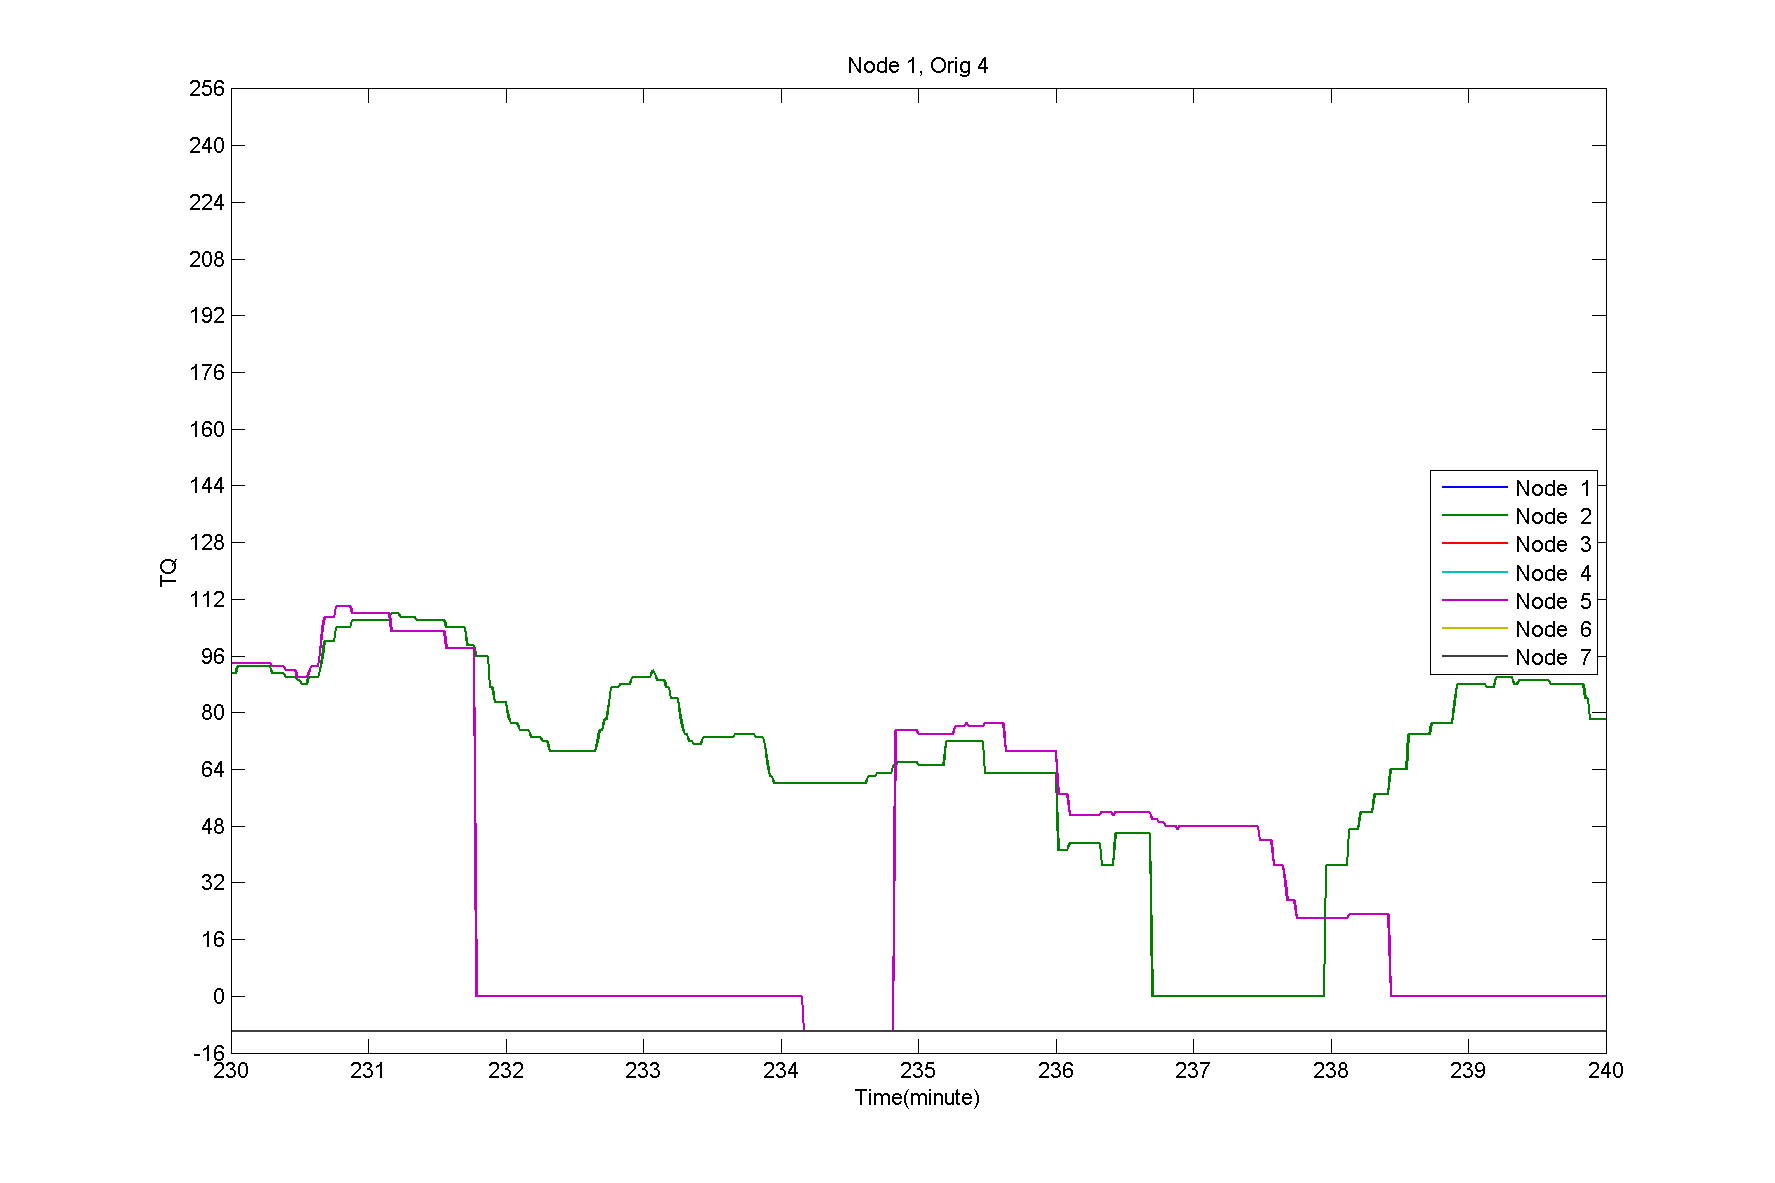 Node 1, Orig 4
256
240
224
208
192
176
160
144
128
112
96
80
64
48
32
16
0
-16
TQ
Node 1
Node 2
Node 3
Node 4
Node 5
Node 6
Node 7
230 231 232 233 234 235 236 237 238 239 240
Time(minute)